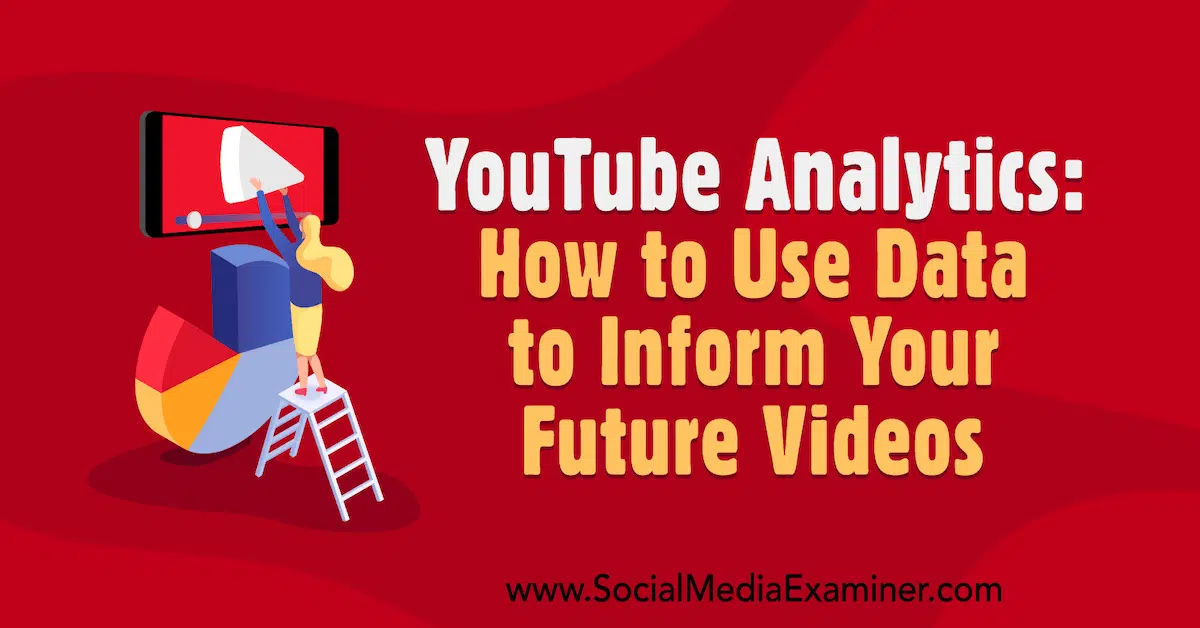 YouTube Analytics:
How to Use Data
to Inform Your
Future Videos
www.SocialMediaExaminer.com